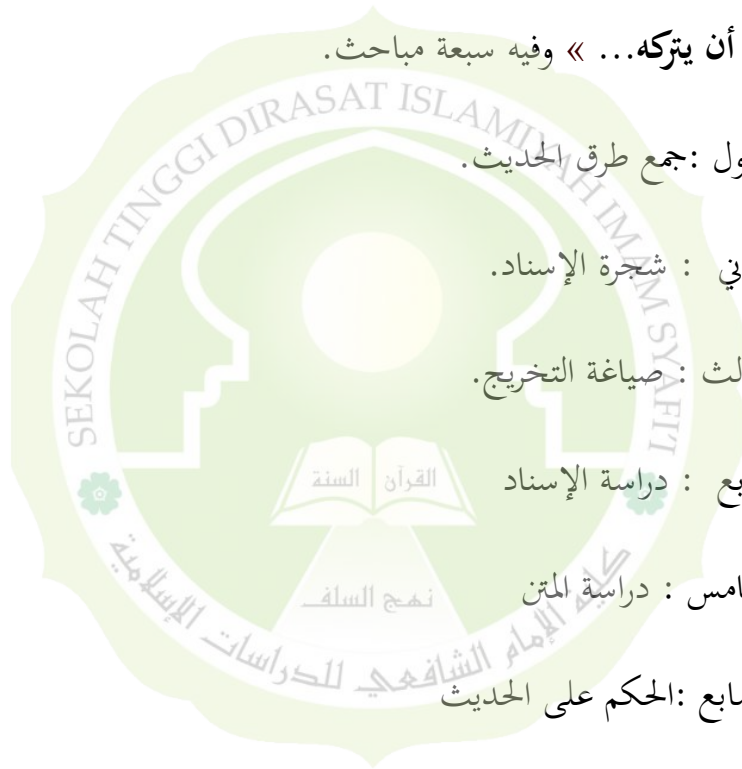 أن يتركه... » وفيه سبعة مباحث.
ول :جمع طرق الحديث.
ني : شجرة الإسناد.
الث : صياغة التخريج.
بع : دراسة الإسناد
امس : دراسة المتن
سابع :الحكم على الحديث
SEKOLAH TINGGI DIRASAT ISLAMIYAH IMAM SYAFI'I
القرآن السنة
نهج السلف
كلية الإمام الشافعي للدراسات الإسلامية